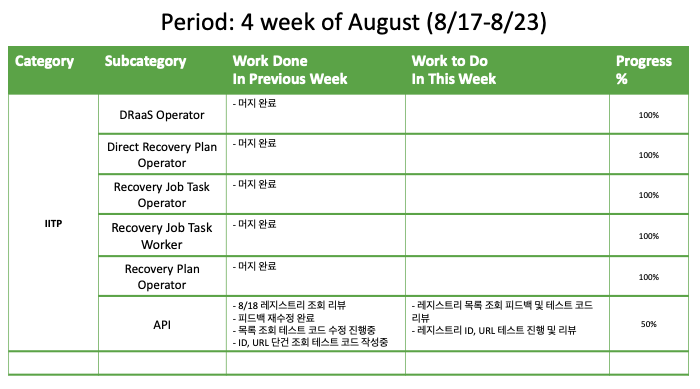 Period: 4 week of August (8/17-8/23)
Category
Subcategory
Work Done
In Previous Week
Work to Do
In This Week
Progress
%
IITP
DRaaS Operator
- 머지 완료
100%
Direct Recovery Plan
Operator
- 머지 완료
100%
Recovery Job Task
Operator
- 머지 완료
100%
Recovery Job Task
Worker
- 머지 완료
100%
Recovery Plan
Operator
- 머지 완료
100%
API
- 8/18 레지스트리 조회 리뷰
- 피드백 재수정 완료
- 목록 조회 테스트 코드 수정 진행중
- ID, URL 단건 조회 테스트 코드 작성중
- 레지스트리 목록 조회 피드백 및 테스트 코드
리뷰
- 레지스트리 ID, URL 테스트 진행 및 리뷰
50%